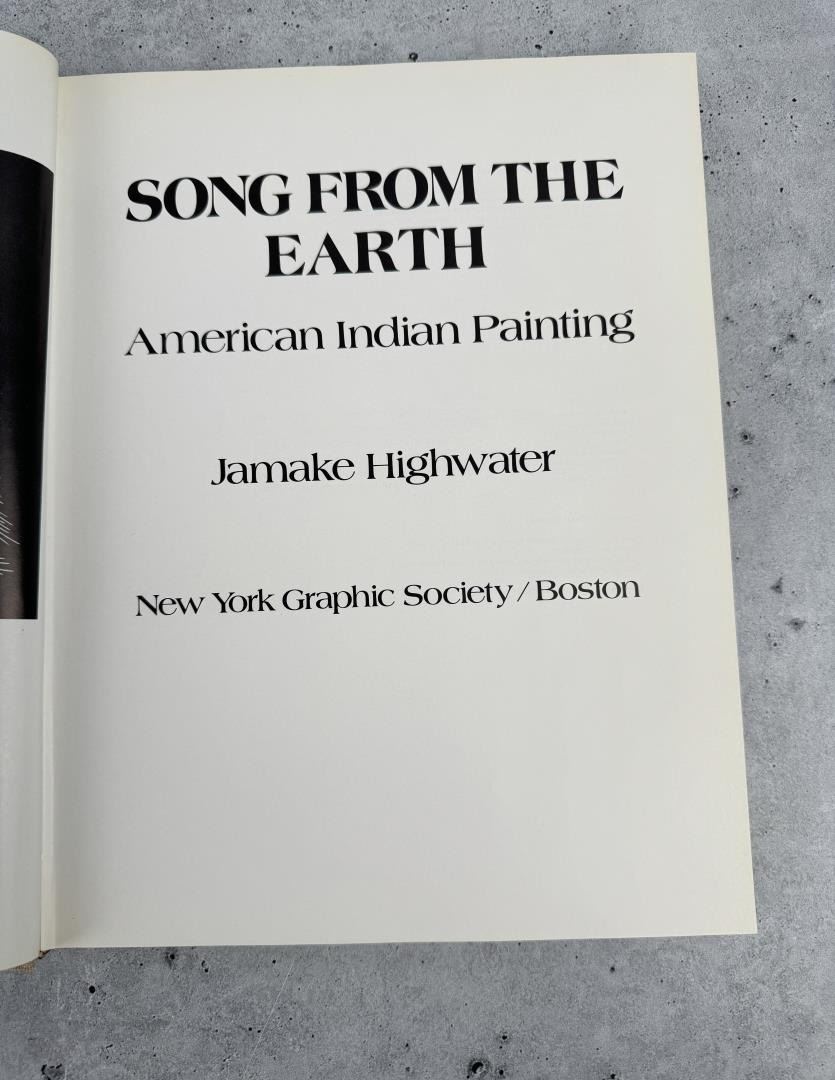 SONG FROM THE
EARTH
American Indian Painting
Jamake Highwater
New York Graphic Society / Boston